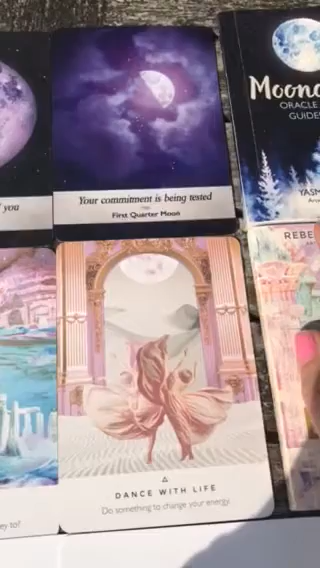 Moon
ORACLE
GUIDE
YASM
you
Your commitment is being tested
First Quarter Moon
REBE
DANCE WITH LIFE
Do something to change your energy.
ey to?